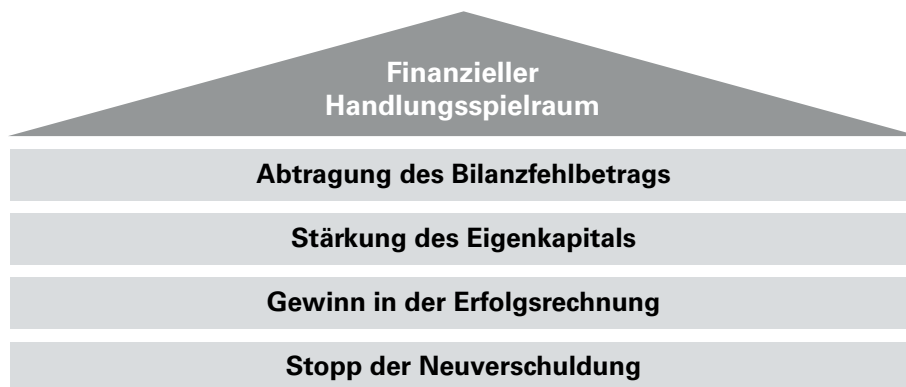 Finanzieller
Handlungsspielraum
Abtragung des Bilanzfehlbetrags
Stärkung des Eigenkapitals
Gewinn in der Erfolgsrechnung
Stopp der Neuverschuldung